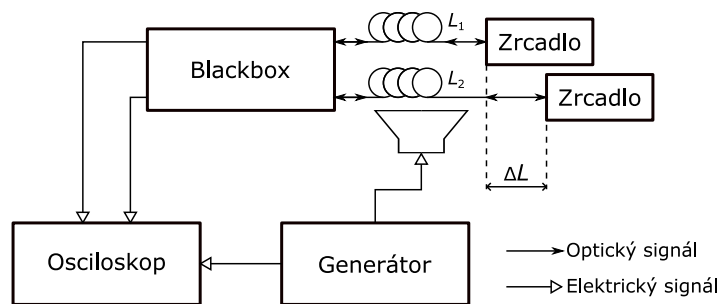 L1
Zrcadlo
Blackbox
L2
Zrcadlo
ΔL
Osciloskop
Generátor
Optický signál
Elektrický signál